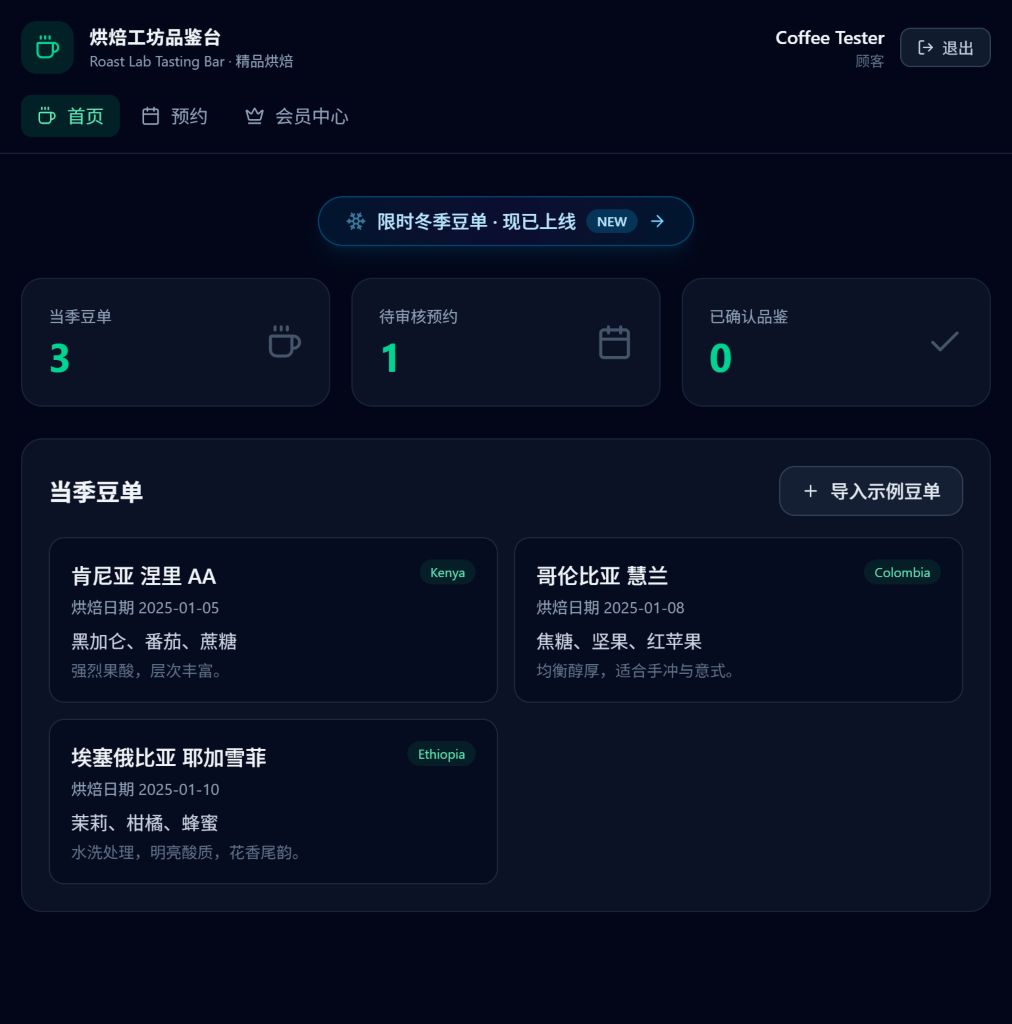 烘焙工坊品鉴台
Roast Lab Tasting Bar · 精品烘焙
Coffee Tester
顾客
退出
首页
预约
会员中心
限时冬季豆单 · 现已上线 NEW
当季豆单
3
待审核预约
1
已确认品鉴
0
当季豆单
导入示例豆单
肯尼亚 涅里 AA
Kenya
烘焙日期 2025-01-05
黑加仑、番茄、蔗糖
强烈果酸，层次丰富。
哥伦比亚 慧兰
Colombia
烘焙日期 2025-01-08
焦糖、坚果、红苹果
均衡醇厚，适合手冲与意式。
埃塞俄比亚 耶加雪菲
Ethiopia
烘焙日期 2025-01-10
茉莉、柑橘、蜂蜜
水洗处理，明亮酸质，花香尾韵。